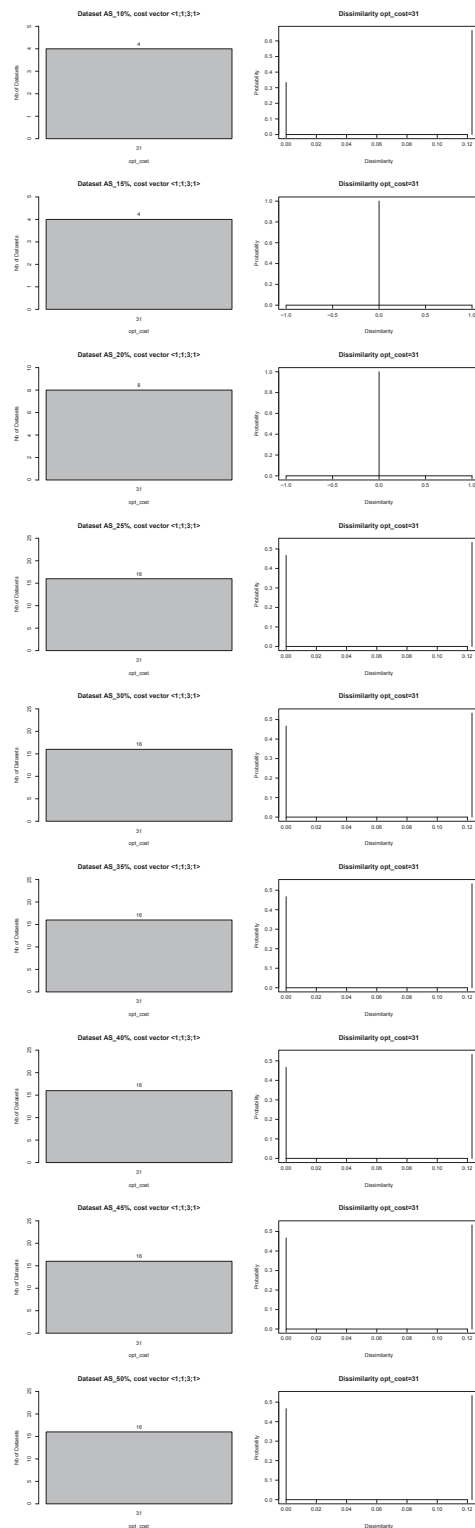 Dataset AS_10%, cost vector <1;1;3;1>
Nb of Datasets
0 1 2 3 4 5
4
31
opt_cost
Dissimilarity opt_cost=31
Probability
0.0 0.1 0.2 0.3 0.4 0.5 0.6
0.00 0.02 0.04 0.06 0.08 0.10 0.12
Dissimilarity
Dataset AS_15%, cost vector <1;1;3;1>
Nb of Datasets
0 1 2 3 4 5
4
31
opt_cost
Dissimilarity opt_cost=31
Probability
0.0 0.2 0.4 0.6 0.8 1.0
−1.0 −0.5 0.0 0.5 1.0
Dissimilarity
Dataset AS_20%, cost vector <1;1;3;1>
Nb of Datasets
0 2 4 6 8 10
8
31
opt_cost
Dissimilarity opt_cost=31
Probability
0.0 0.2 0.4 0.6 0.8 1.0
−1.0 −0.5 0.0 0.5 1.0
Dissimilarity
Dataset AS_25%, cost vector <1;1;3;1>
Nb of Datasets
0 5 10 15 20 25
16
31
opt_cost
Dissimilarity opt_cost=31
Probability
0.0 0.1 0.2 0.3 0.4 0.5
0.00 0.02 0.04 0.06 0.08 0.10 0.12
Dissimilarity
Dataset AS_30%, cost vector <1;1;3;1>
Nb of Datasets
0 5 10 15 20 25
16
31
opt_cost
Dissimilarity opt_cost=31
Probability
0.0 0.1 0.2 0.3 0.4 0.5
0.00 0.02 0.04 0.06 0.08 0.10 0.12
Dissimilarity
Dataset AS_35%, cost vector <1;1;3;1>
Nb of Datasets
0 5 10 15 20 25
16
31
opt_cost
Dissimilarity opt_cost=31
Probability
0.0 0.1 0.2 0.3 0.4 0.5
0.00 0.02 0.04 0.06 0.08 0.10 0.12
Dissimilarity
Dataset AS_40%, cost vector <1;1;3;1>
Nb of Datasets
0 5 10 15 20 25
16
31
opt_cost
Dissimilarity opt_cost=31
Probability
0.0 0.1 0.2 0.3 0.4 0.5
0.00 0.02 0.04 0.06 0.08 0.10 0.12
Dissimilarity
Dataset AS_45%, cost vector <1;1;3;1>
Nb of Datasets
0 5 10 15 20 25
16
31
opt_cost
Dissimilarity opt_cost=31
Probability
0.0 0.1 0.2 0.3 0.4 0.5
0.00 0.02 0.04 0.06 0.08 0.10 0.12
Dissimilarity
Dataset AS_50%, cost vector <1;1;3;1>
Nb of Datasets
0 5 10 15 20 25
16
31
opt_cost
Dissimilarity opt_cost=31
Probability
0.0 0.1 0.2 0.3 0.4 0.5
0.00 0.02 0.04 0.06 0.08 0.10 0.12
Dissimilarity